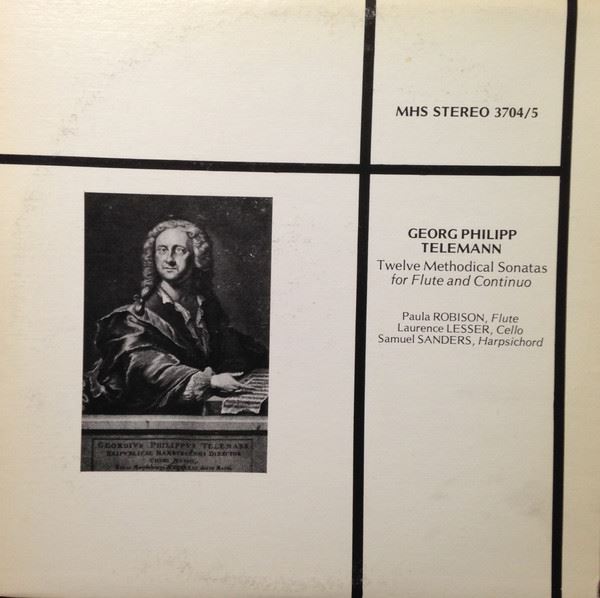 MHS STEREO 3704/5
GEORG PHILIPP
TELEMANN
Twelve Methodical Sonatas
for Flute and Continuo
Paula ROBISON, Flute
Laurence LESSER, Cello
Samuel SANDERS, Harpsichord
GEORGIVS PHILIPPVS TELEMANN
DIRECTOR